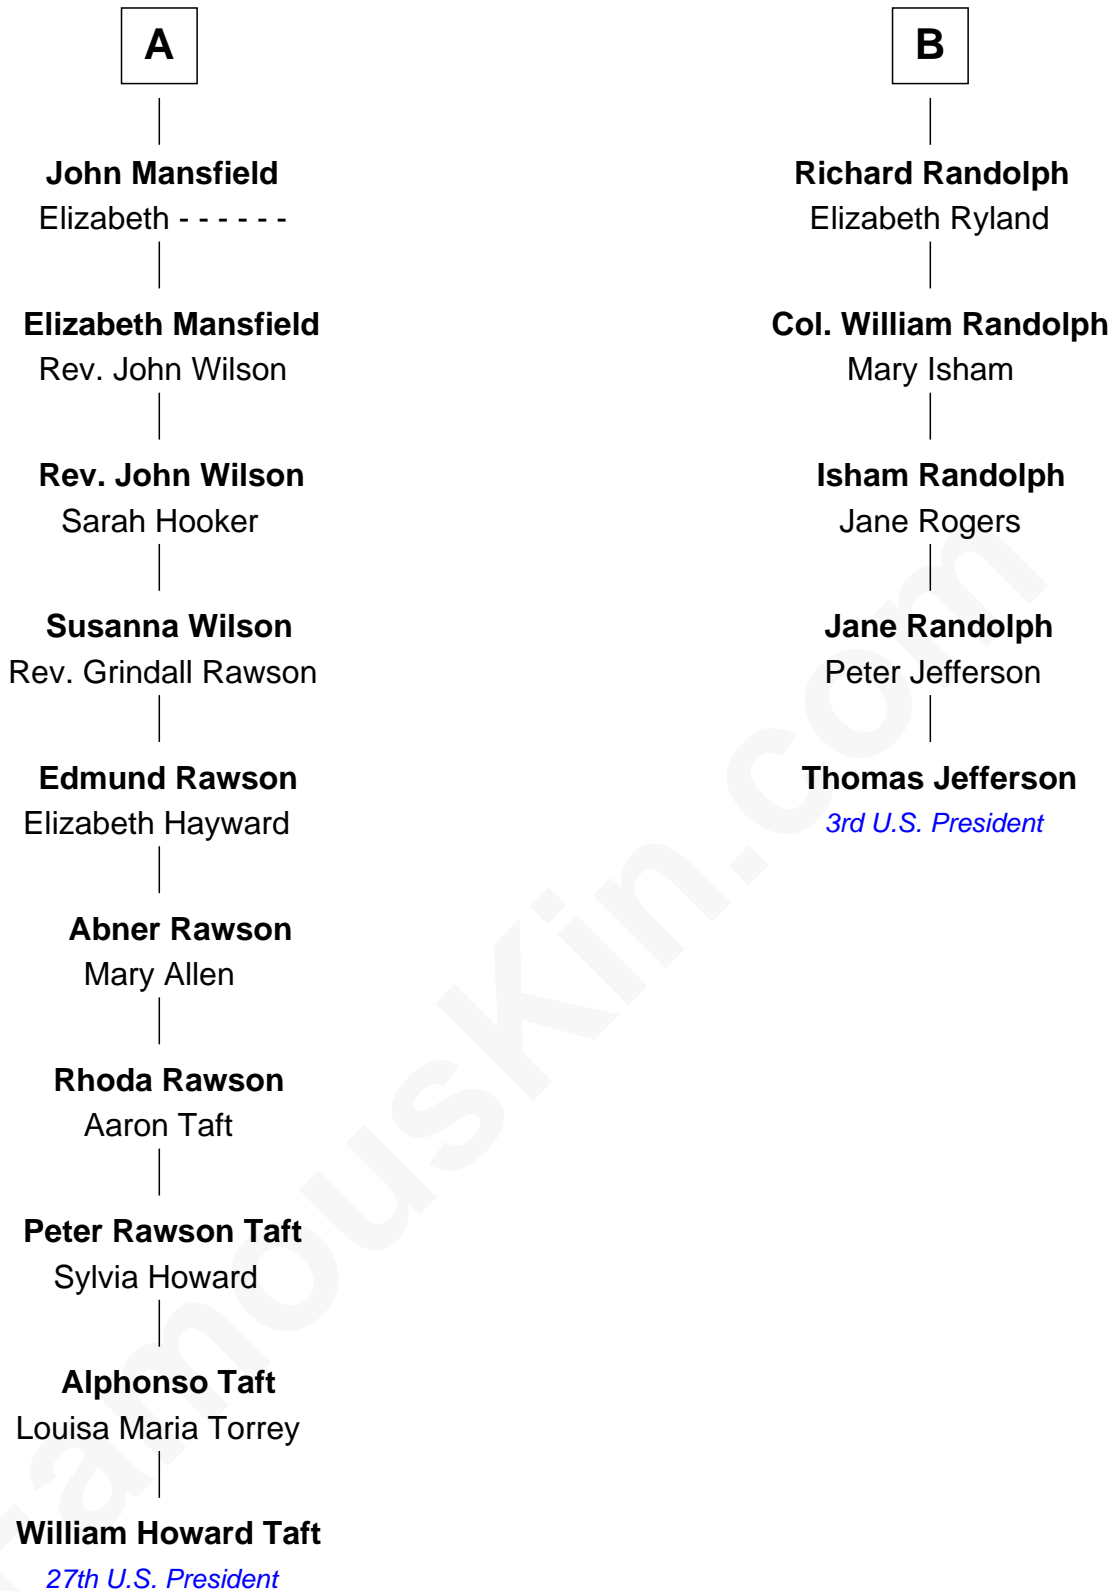 A
John Mansfield
Elizabeth - - - - - -
Elizabeth Mansfield
Rev. John Wilson
Rev. John Wilson
Sarah Hooker
Susanna Wilson
Rev. Grindall Rawson
Edmund Rawson
Elizabeth Hayward
Abner Rawson
Mary Allen
Rhoda Rawson
Aaron Taft
Peter Rawson Taft
Sylvia Howard
Alphonso Taft
Louisa Maria Torrey
William Howard Taft
27th U.S. President
B
Richard Randolph
Elizabeth Ryland
Col. William Randolph
Mary Isham
Isham Randolph
Jane Rogers
Jane Randolph
Peter Jefferson
Thomas Jefferson
3rd U.S. President
FamousKin.com